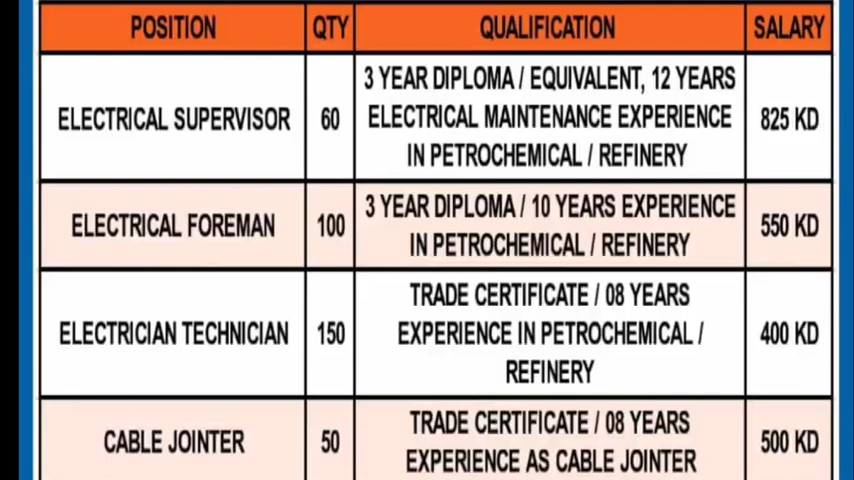 POSITION QTY QUALIFICATION SALARY
3 YEAR DIPLOMA / EQUIVALENT, 12 YEARS
ELECTRICAL SUPERVISOR 60 ELECTRICAL MAINTENANCE EXPERIENCE 825 KD
IN PETROCHEMICAL / REFINERY
3 YEAR DIPLOMA / 10 YEARS EXPERIENCE
ELECTRICAL FOREMAN 100 550 KD
IN PETROCHEMICAL / REFINERY
TRADE CERTIFICATE / 08 YEARS
ELECTRICIAN TECHNICIAN 150 EXPERIENCE IN PETROCHEMICAL / 400 KD
REFINERY
TRADE CERTIFICATE / 08 YEARS
CABLE JOINTER 50 500 KD
EXPERIENCE AS CABLE JOINTER